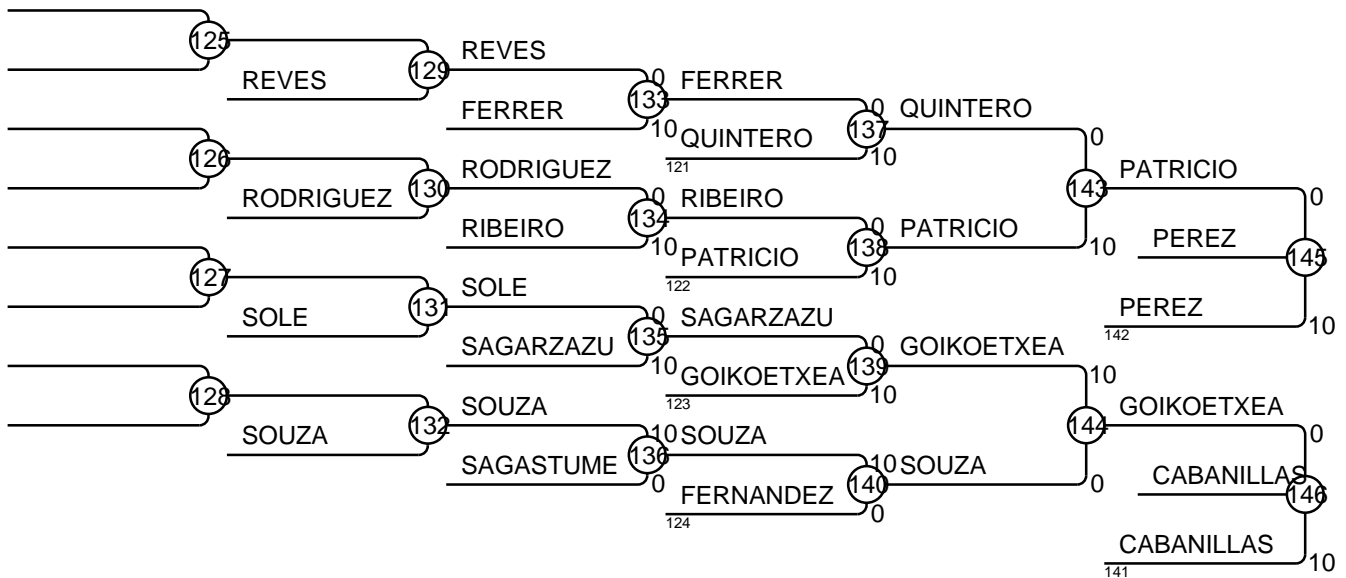 125
REVES
129
REVES
0
FERRER
133
10
FERRER
0
QUINTERO
121
137
10
QUINTERO
0
126
RODRIGUEZ
130
RODRIGUEZ
0
RIBEIRO
134
10
RIBEIRO
0
PATRICIO
122
138
10
PATRICIO
10
143
PATRICIO
0
PEREZ
145
PEREZ
142
10
127
SOLE
131
SOLE
0
SAGARZAZU
135
10
SAGARZAZU
0
GOIKOETXEA
123
139
10
GOIKOETXEA
10
128
SOUZA
132
SOUZA
10
SAGASTUME
136
0
SOUZA
10
FERNANDEZ
124
140
0
SOUZA
0
144
GOIKOETXEA
0
CABANILLAS
146
CABANILLAS
141
10